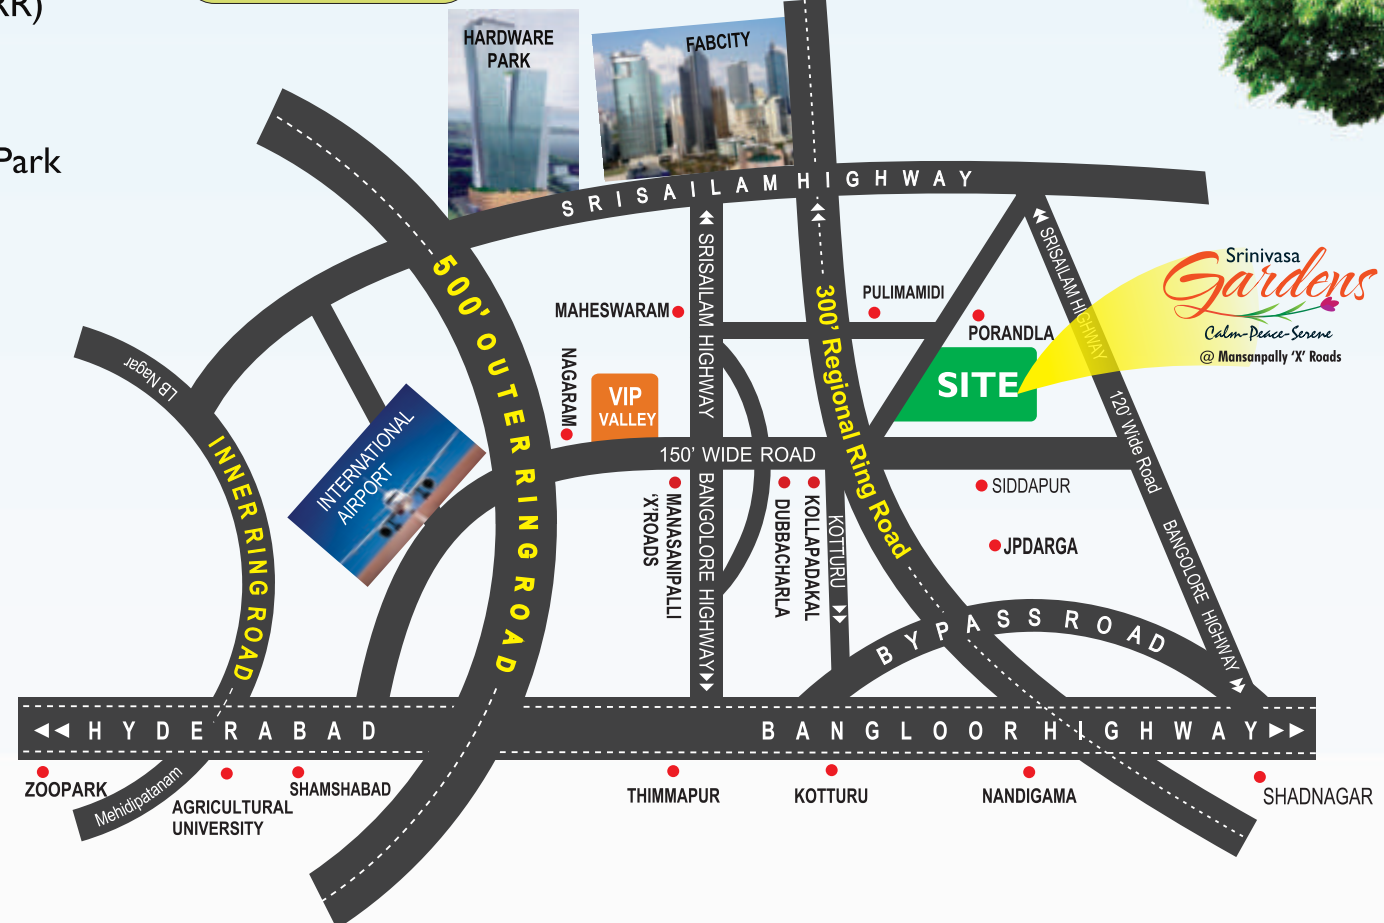 RR)
Park
HARDWARE
PARK
FABCITY
SRISAILAM HIGHWAY
500' OUTER RING ROAD
SRISAILAM HIGHWAY
300' Regional Ring Road
PULIMAMIDI
MAHESWARAM
PORANDLA
SRISAILAM HIGHWAY
Srinivasa
Gardens
Calm-Peace-Serene
@ Mansanpally 'X' Roads
LB Nagar
INNER RING ROAD
INTERNATIONAL
AIRPORT
NAGARAM
VIP
VALLEY
SITE
120' Wide Road
150' WIDE ROAD
MANASANIPALLI
'X'ROADS
BANGOLORE HIGHWAY
DUBBACHARLA
KOLLAPADAKAL
KOTTURU
SIDDAPUR
JPDARGA
BANGOLORE HIGHWAY
BYPASS ROAD
HYDERABAD
BANGLOOR HIGHWAY
ZOOPARK
Mehidipatanam
AGRICULTURAL
UNIVERSITY
SHAMSHABAD
THIMMAPUR
KOTTURU
NANDIGAMA
SHADNAGAR